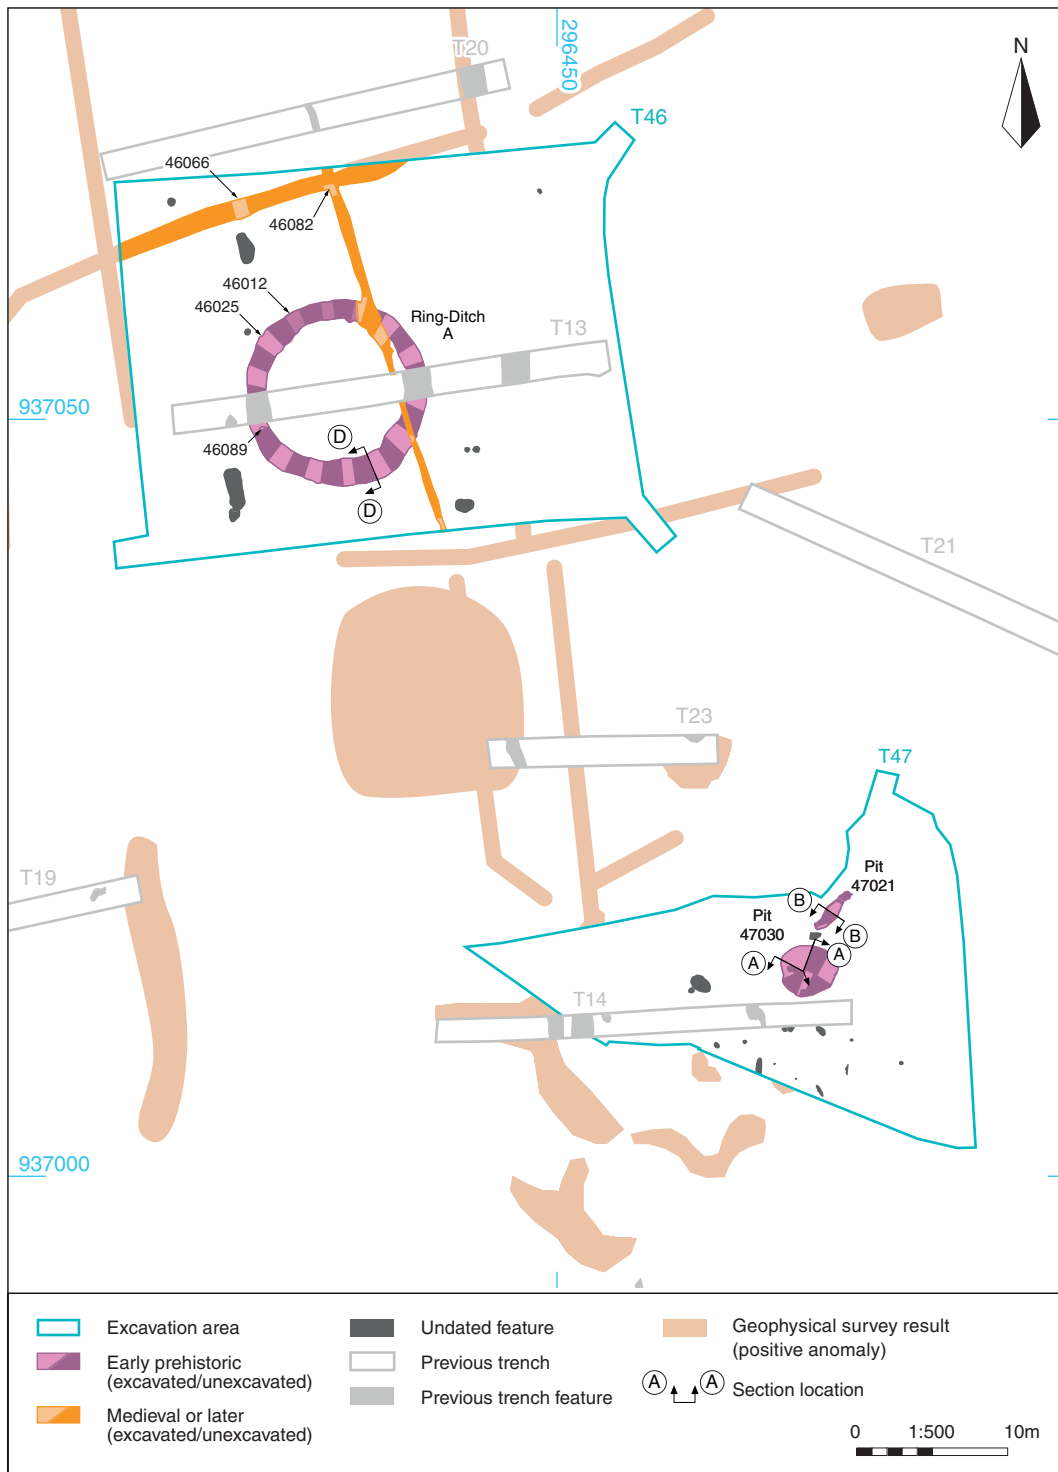 296450
N
T20
T46
46066
46082
46012
46025
Ring-Ditch
A
T13
937050
46089
D
D
T21
T23
T47
T19
Pit
47021
B
Pit
47030
B
A
A
T14
937000
Excavation area
Early prehistoric
(excavated/unexcavated)
Medieval or later
(excavated/unexcavated)
Undated feature
Previous trench
Previous trench feature
Geophysical survey result
(positive anomaly)
A A Section location
0 1:500 10m